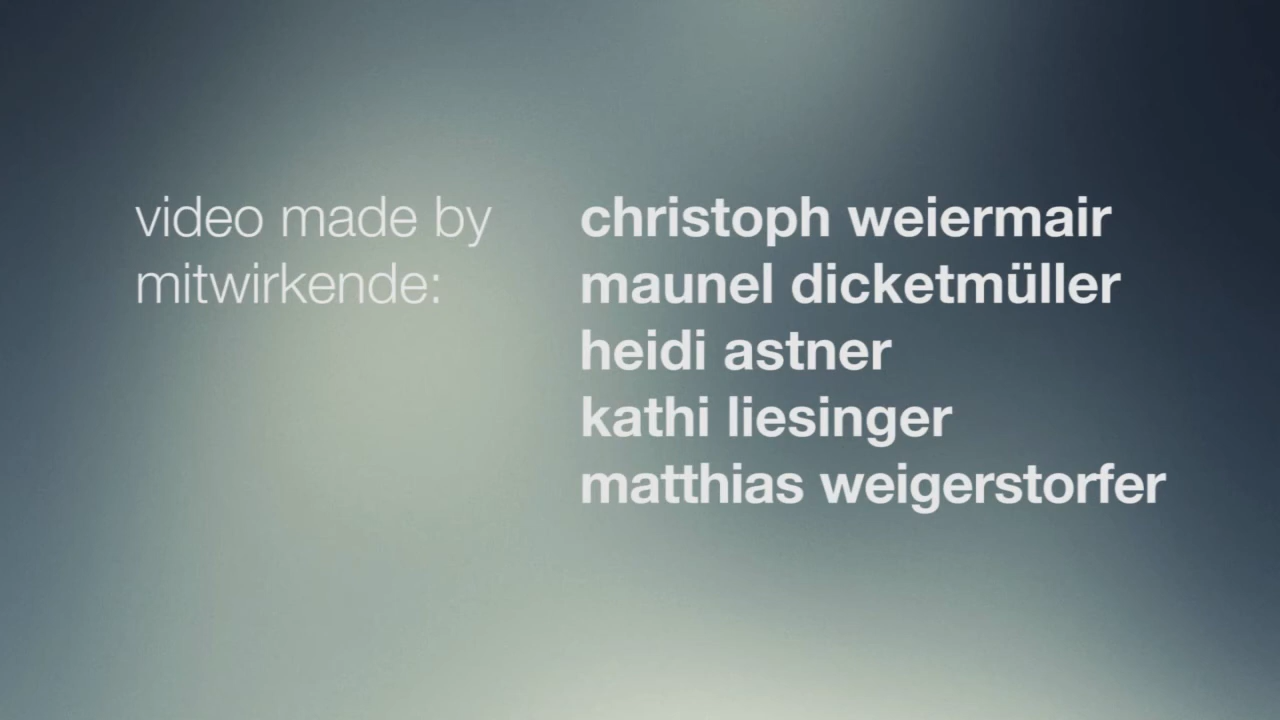 video made by christoph weiermair
mitwirkende: maunel dicketmüller
heidi astner
kathi liesinger
matthias weigerstorfer